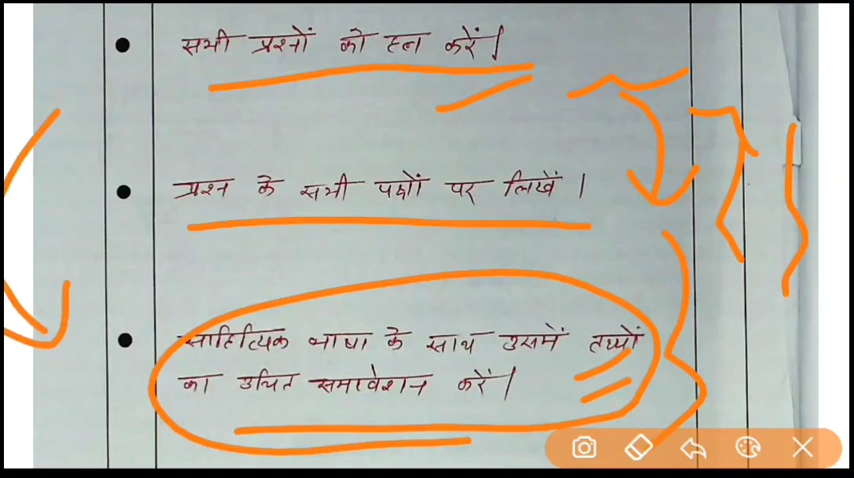 सभी प्रश्नों को हल करें।
प्रश्न के सभी पक्षों पर लिखें ।
साहित्यिक भाषा के साथ उसमें तथ्यों
का उचित समावेशन करें।